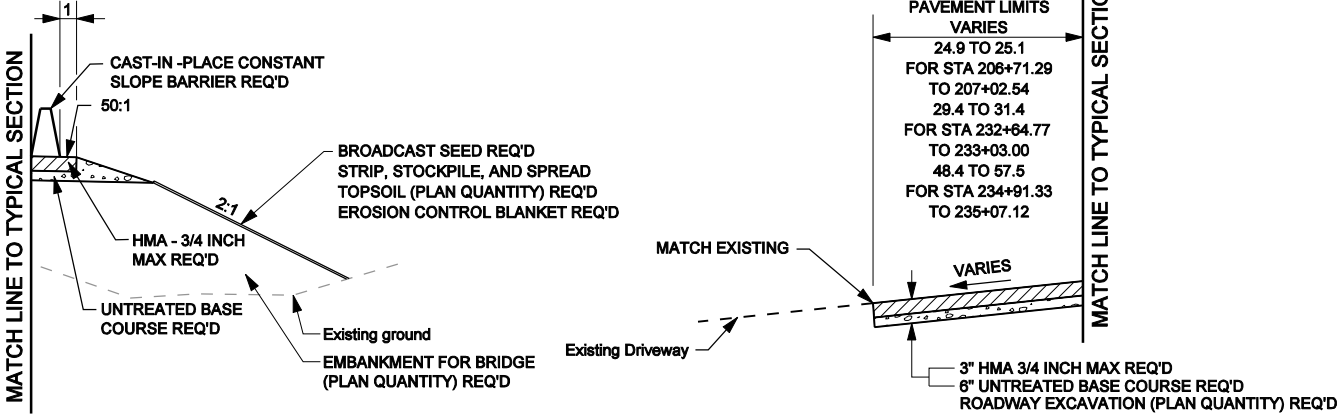 1
MATCH LINE TO TYPICAL SECTION
CAST-IN -PLACE CONSTANT
SLOPE BARRIER REQ'D
50:1
BROADCAST SEED REQ'D
STRIP, STOCKPILE, AND SPREAD
TOPSOIL (PLAN QUANTITY) REQ'D
EROSION CONTROL BLANKET REQ'D
2:1
HMA - 3/4 INCH
MAX REQ'D
UNTREATED BASE
COURSE REQ'D
Existing ground
EMBANKMENT FOR BRIDGE
(PLAN QUANTITY) REQ'D
PAVEMENT LIMITS
VARIES
24.9 TO 25.1
FOR STA 206+71.29
TO 207+02.54
29.4 TO 31.4
FOR STA 232+64.77
TO 233+03.00
48.4 TO 57.5
FOR STA 234+91.33
TO 235+07.12
MATCH LINE TO TYPICAL SECTIO
MATCH EXISTING
VARIES
Existing Driveway
3" HMA 3/4 INCH MAX REQ'D
6" UNTREATED BASE COURSE REQ'D
ROADWAY EXCAVATION (PLAN QUANTITY) REQ'D